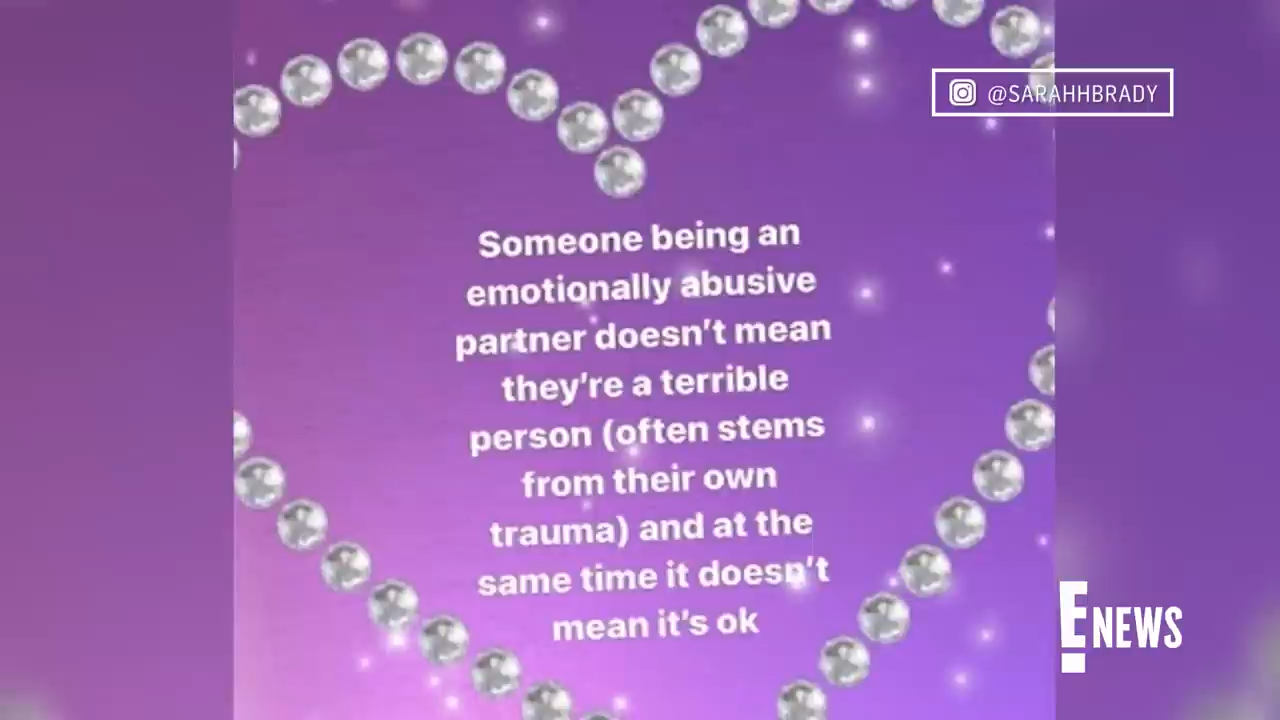 @SARAHHBRADY
Someone being an
emotionally abusive
partner doesn't mean
they're a terrible
person (often stems
from their own
trauma) and at the
same time it doesn't
mean it's ok
E NEWS